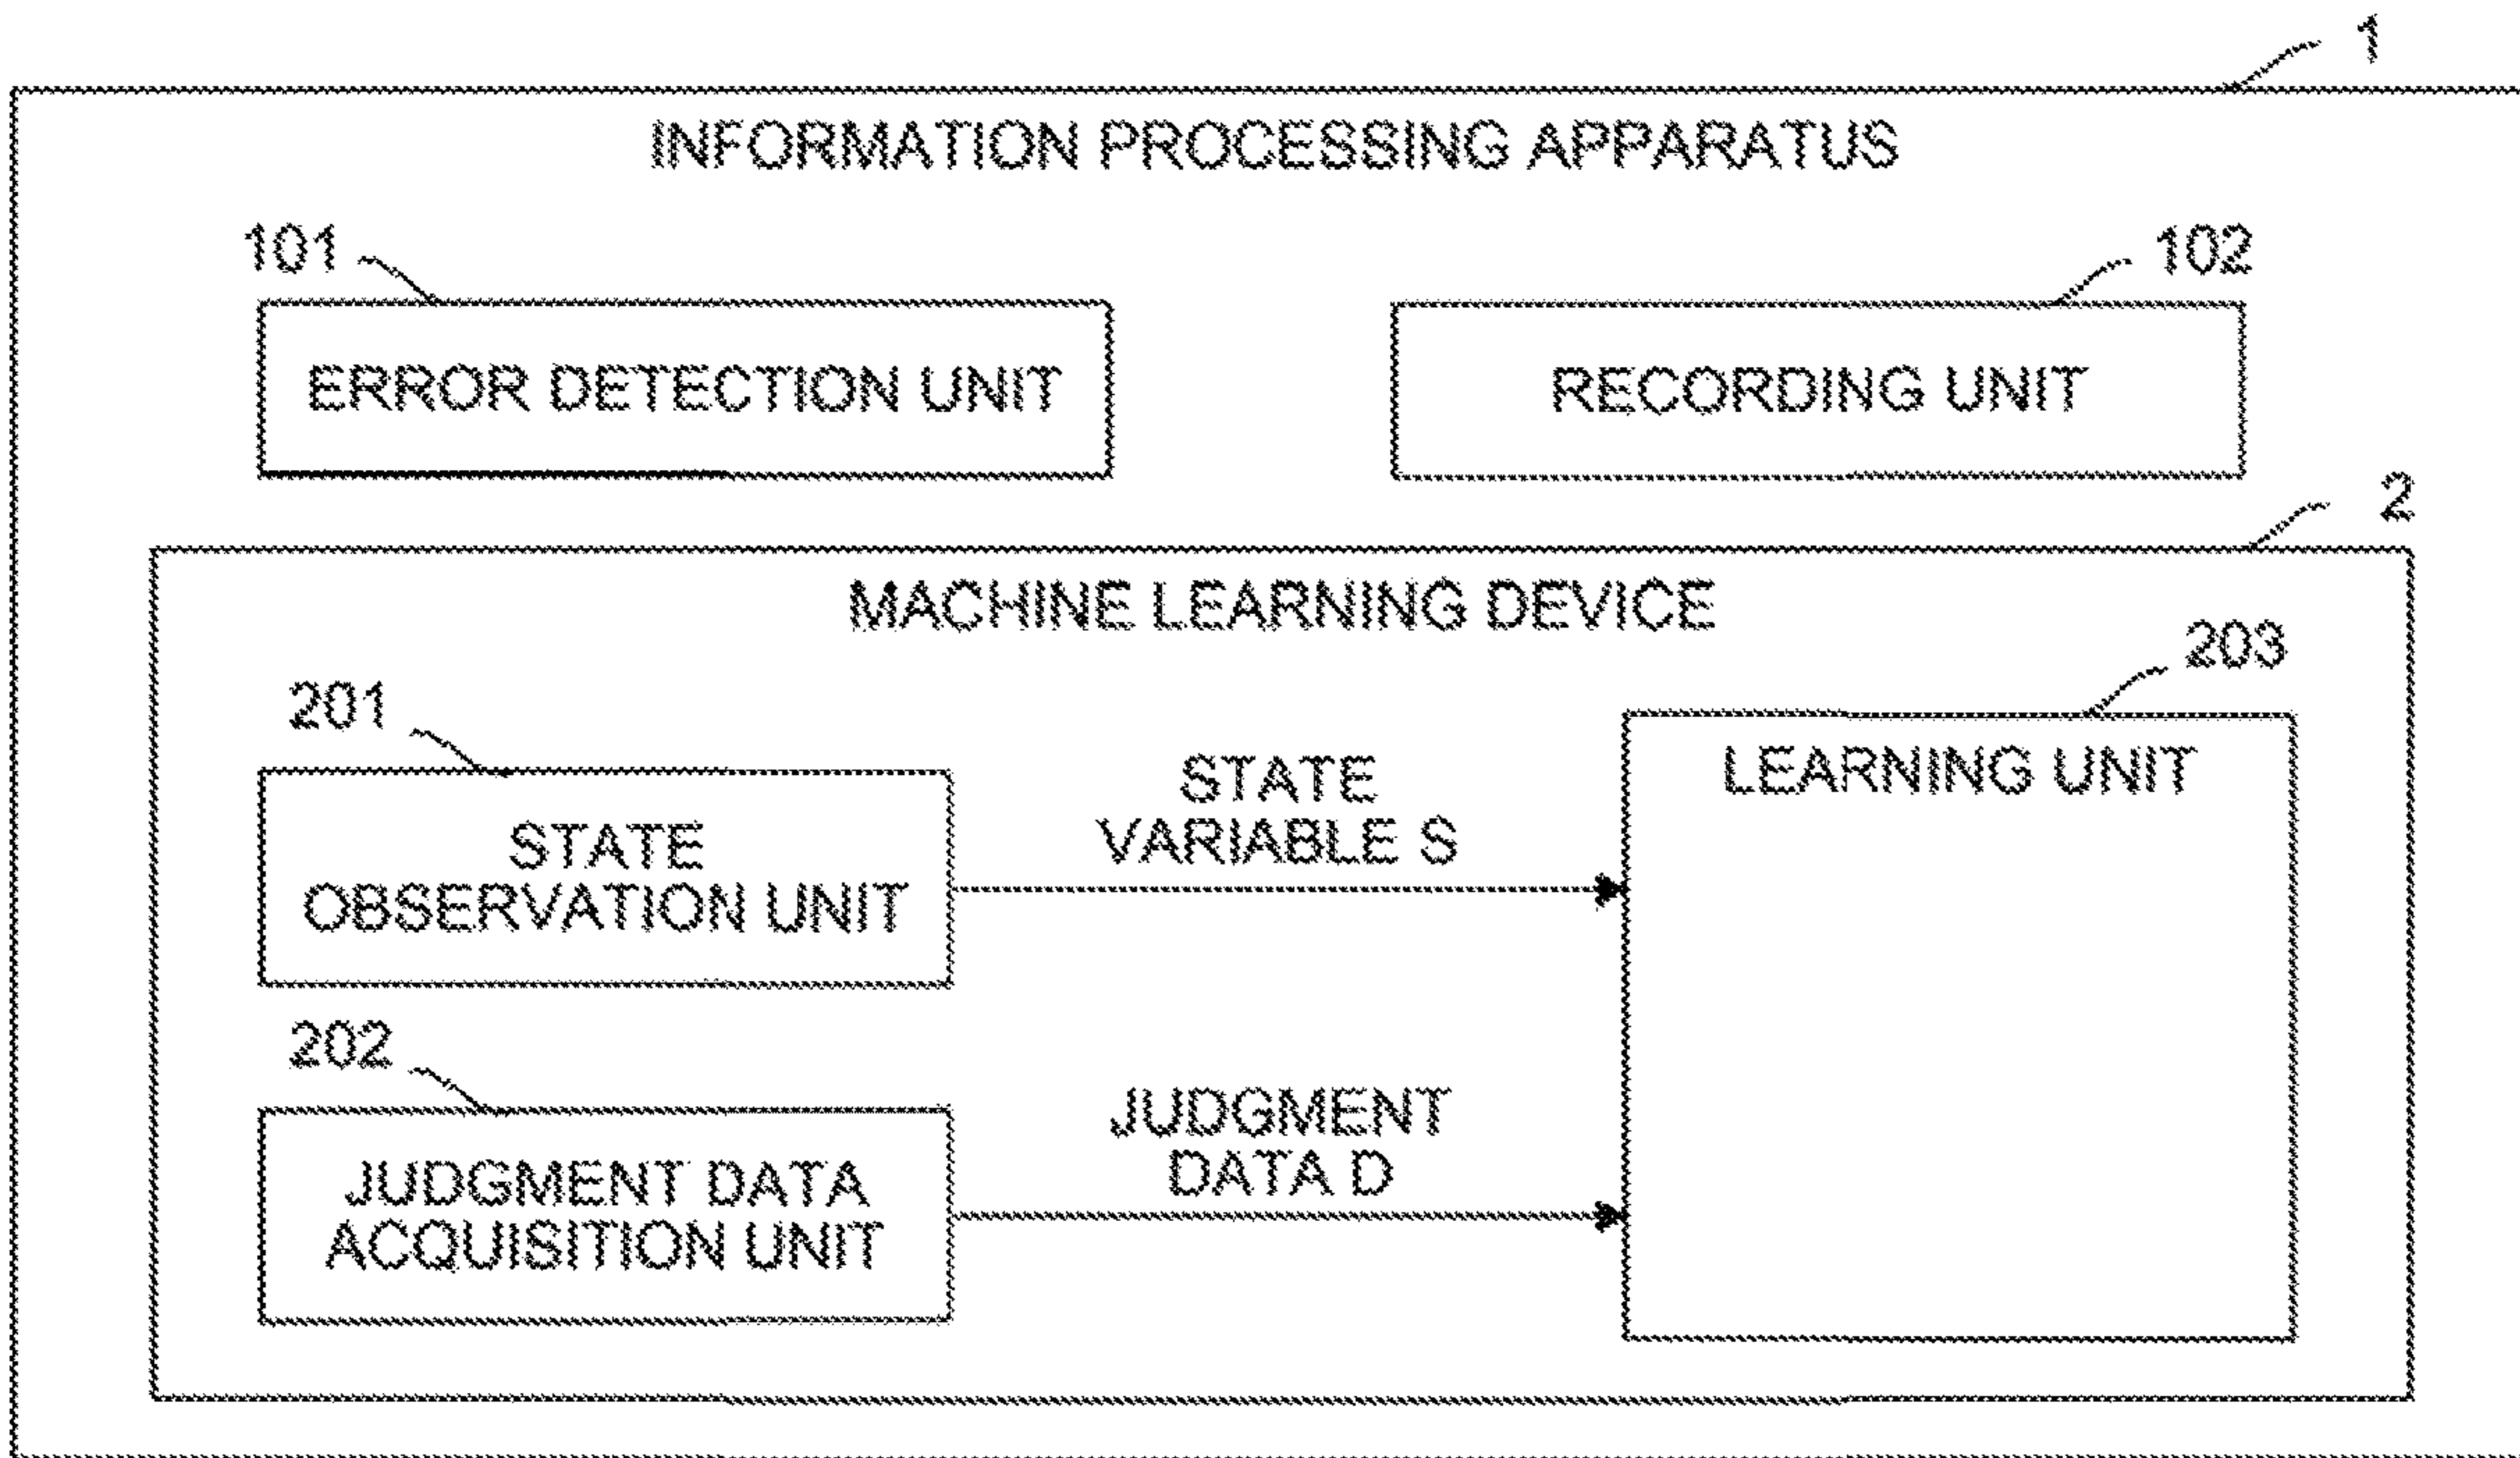 1
INFORMATION PROCESSING APPARATUS
101
102
ERROR DETECTION UNIT
RECORDING UNIT
2
MACHINE LEARNING DEVICE
203
201
LEARNING UNIT
STATE
VARIABLE S
STATE
OBSERVATION UNIT
202
JUDGMENT
DATA D
JUDGMENT DATA
ACQUISITION UNIT